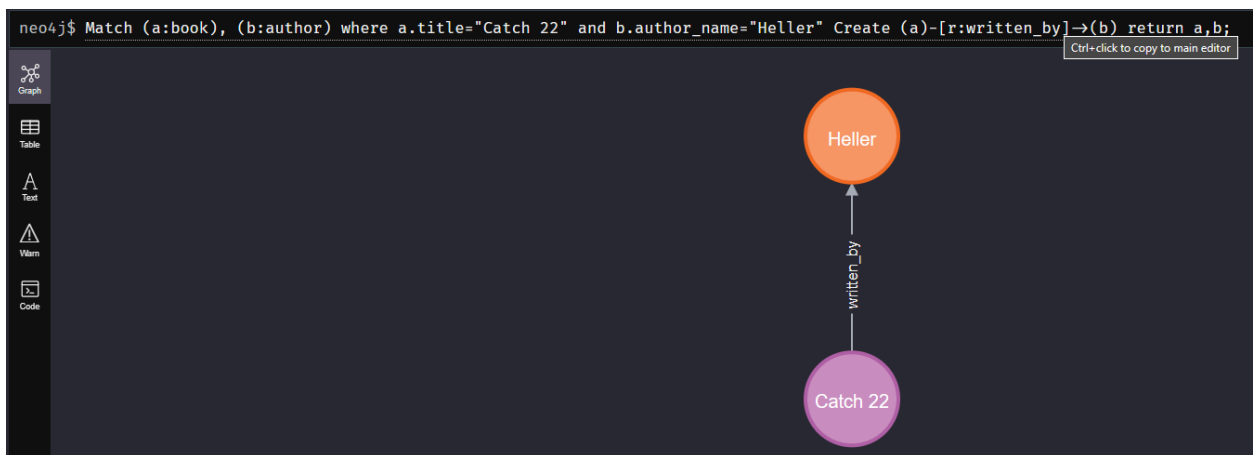 neo4j$ Match (a:book), (b:author) where a.title="Catch 22" and b.author_name="Heller" Create (a)-[r:written_by]→(b) return a,b;
Ctrl+click to copy to main editor
Graph
Table
Text
Warn
Code
Heller
written_by
Catch 22